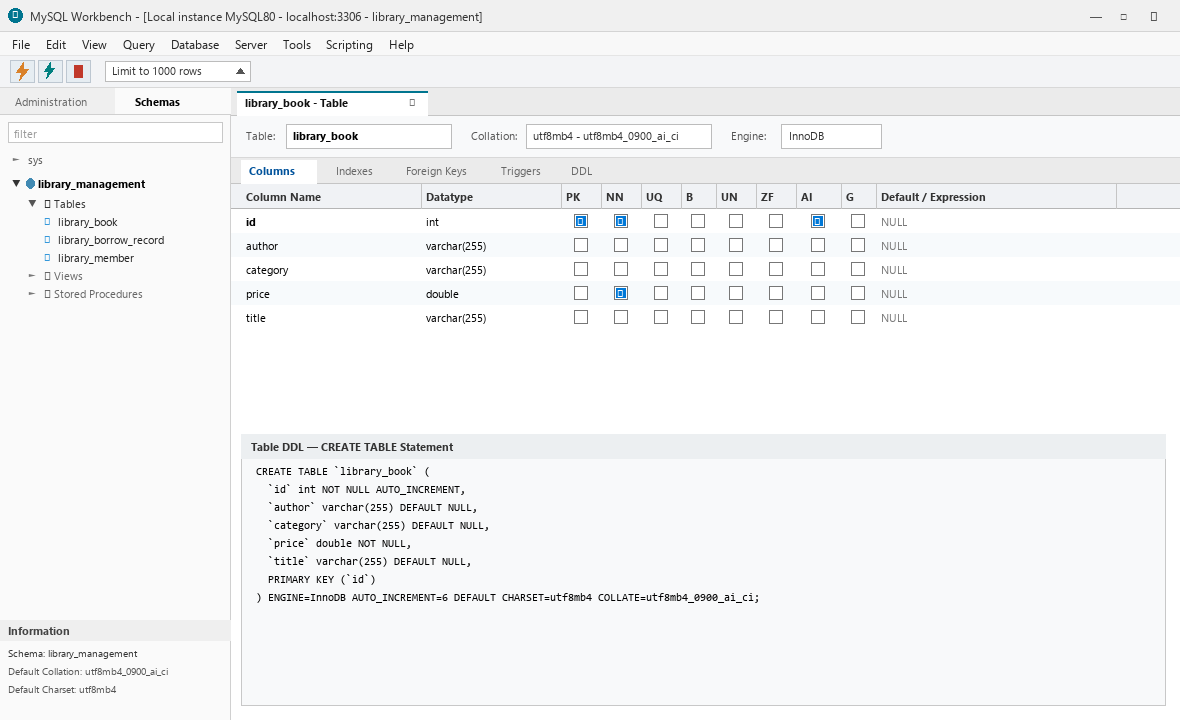 MySQL Workbench - [Local instance MySQL80 - localhost:3306 - library_management]
File Edit View Query Database Server Tools Scripting Help
Limit to 1000 rows
Administration Schemas
filter
sys
library_management
Tables
library_book
library_borrow_record
library_member
Views
Stored Procedures
Information
Schema: library_management
Default Collation: utf8mb4_0900_ai_ci
Default Charset: utf8mb4
library_book - Table
Table: library_book Collation: utf8mb4 - utf8mb4_0900_ai_ci Engine: InnoDB
Columns Indexes Foreign Keys Triggers DDL
Column Name Datatype PK NN UQ B UN ZF AI G Default / Expression
id int NULL
author varchar(255) NULL
category varchar(255) NULL
price double NULL
title varchar(255) NULL
Table DDL — CREATE TABLE Statement
CREATE TABLE `library_book` (
`id` int NOT NULL AUTO_INCREMENT,
`author` varchar(255) DEFAULT NULL,
`category` varchar(255) DEFAULT NULL,
`price` double NOT NULL,
`title` varchar(255) DEFAULT NULL,
PRIMARY KEY (`id`)
) ENGINE=InnoDB AUTO_INCREMENT=6 DEFAULT CHARSET=utf8mb4 COLLATE=utf8mb4_0900_ai_ci;